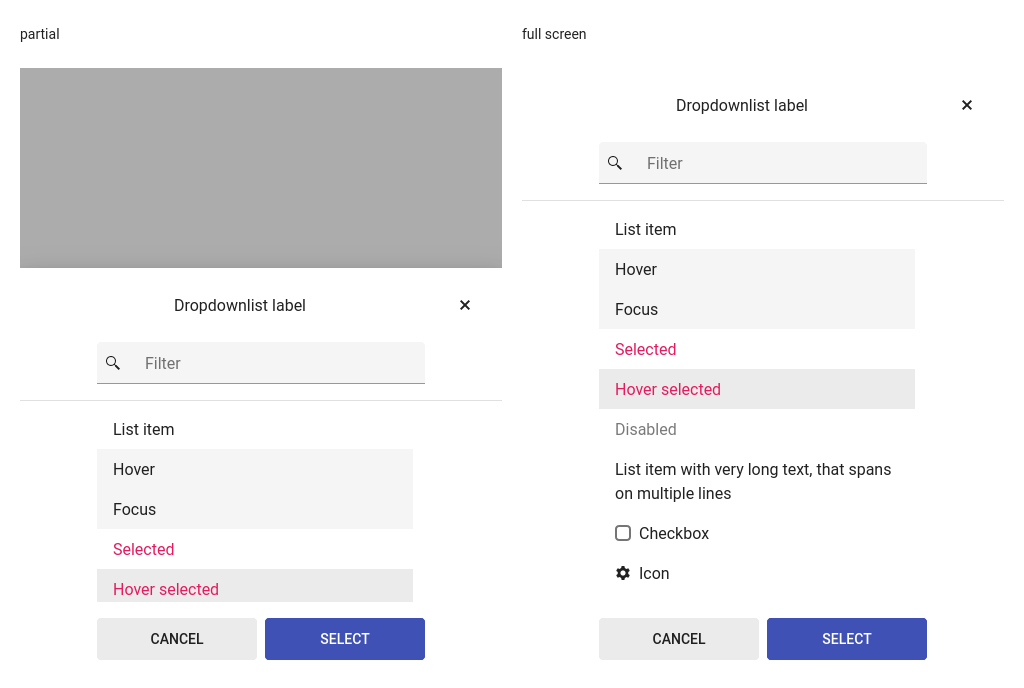 partial
Dropdownlist label
Filter
List item
Hover
Focus
Selected
Hover selected
CANCEL
SELECT
full screen
Dropdownlist label
Filter
List item
Hover
Focus
Selected
Hover selected
Disabled
List item with very long text, that spans
on multiple lines
Checkbox
Icon
CANCEL
SELECT